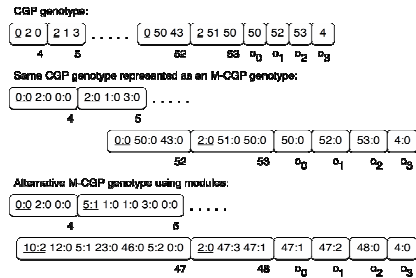 CGP genotype:
0 2 0 2 1 3 . . . . . 0 50 43 2 51 50 50 52 53 4
4 5 52 53 o0 o1 o2 o3
Same CGP genotype represented as an M-CGP genotype:
0:0 2:0 0:0 2:0 1:0 3:0 . . . . .
4 5
0:0 50:0 43:0 2:0 51:0 50:0 50:0 52:0 53:0 4:0
52 53 o0 o1 o2 o3
Alternative M-CGP genotype using modules:
0:0 2:0 0:0 5:1 1:0 1:0 3:0 0:0 . . . . .
4 5
10:2 12:0 5:1 23:0 46:0 5:2 0:0 2:0 47:3 47:1 47:1 47:2 48:0 4:0
47 48 o0 o1 o2 o3